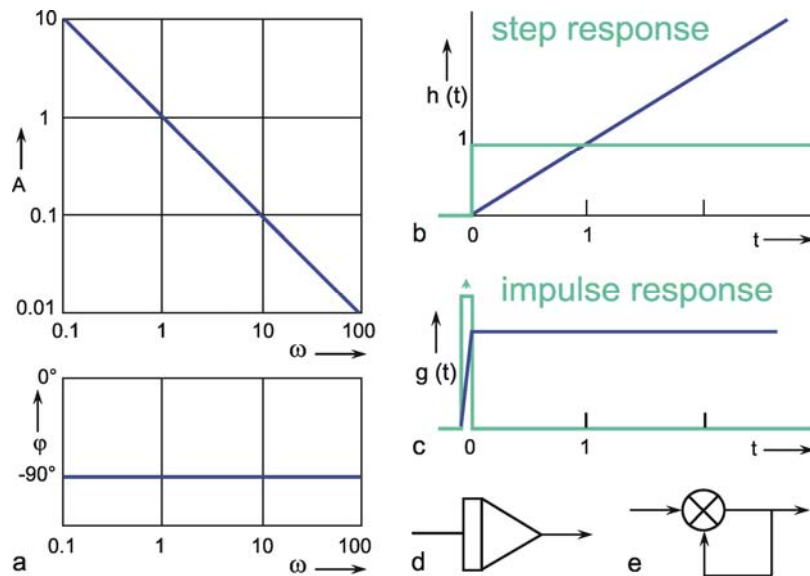 10
1
A
0.1
0.01
0.1 1 10 100
ω
0°
φ
-90°
0.1 1 10 100
a ω
step response
h (t)
1
0 1
b t
impulse response
g (t)
c 0 1 t
d e